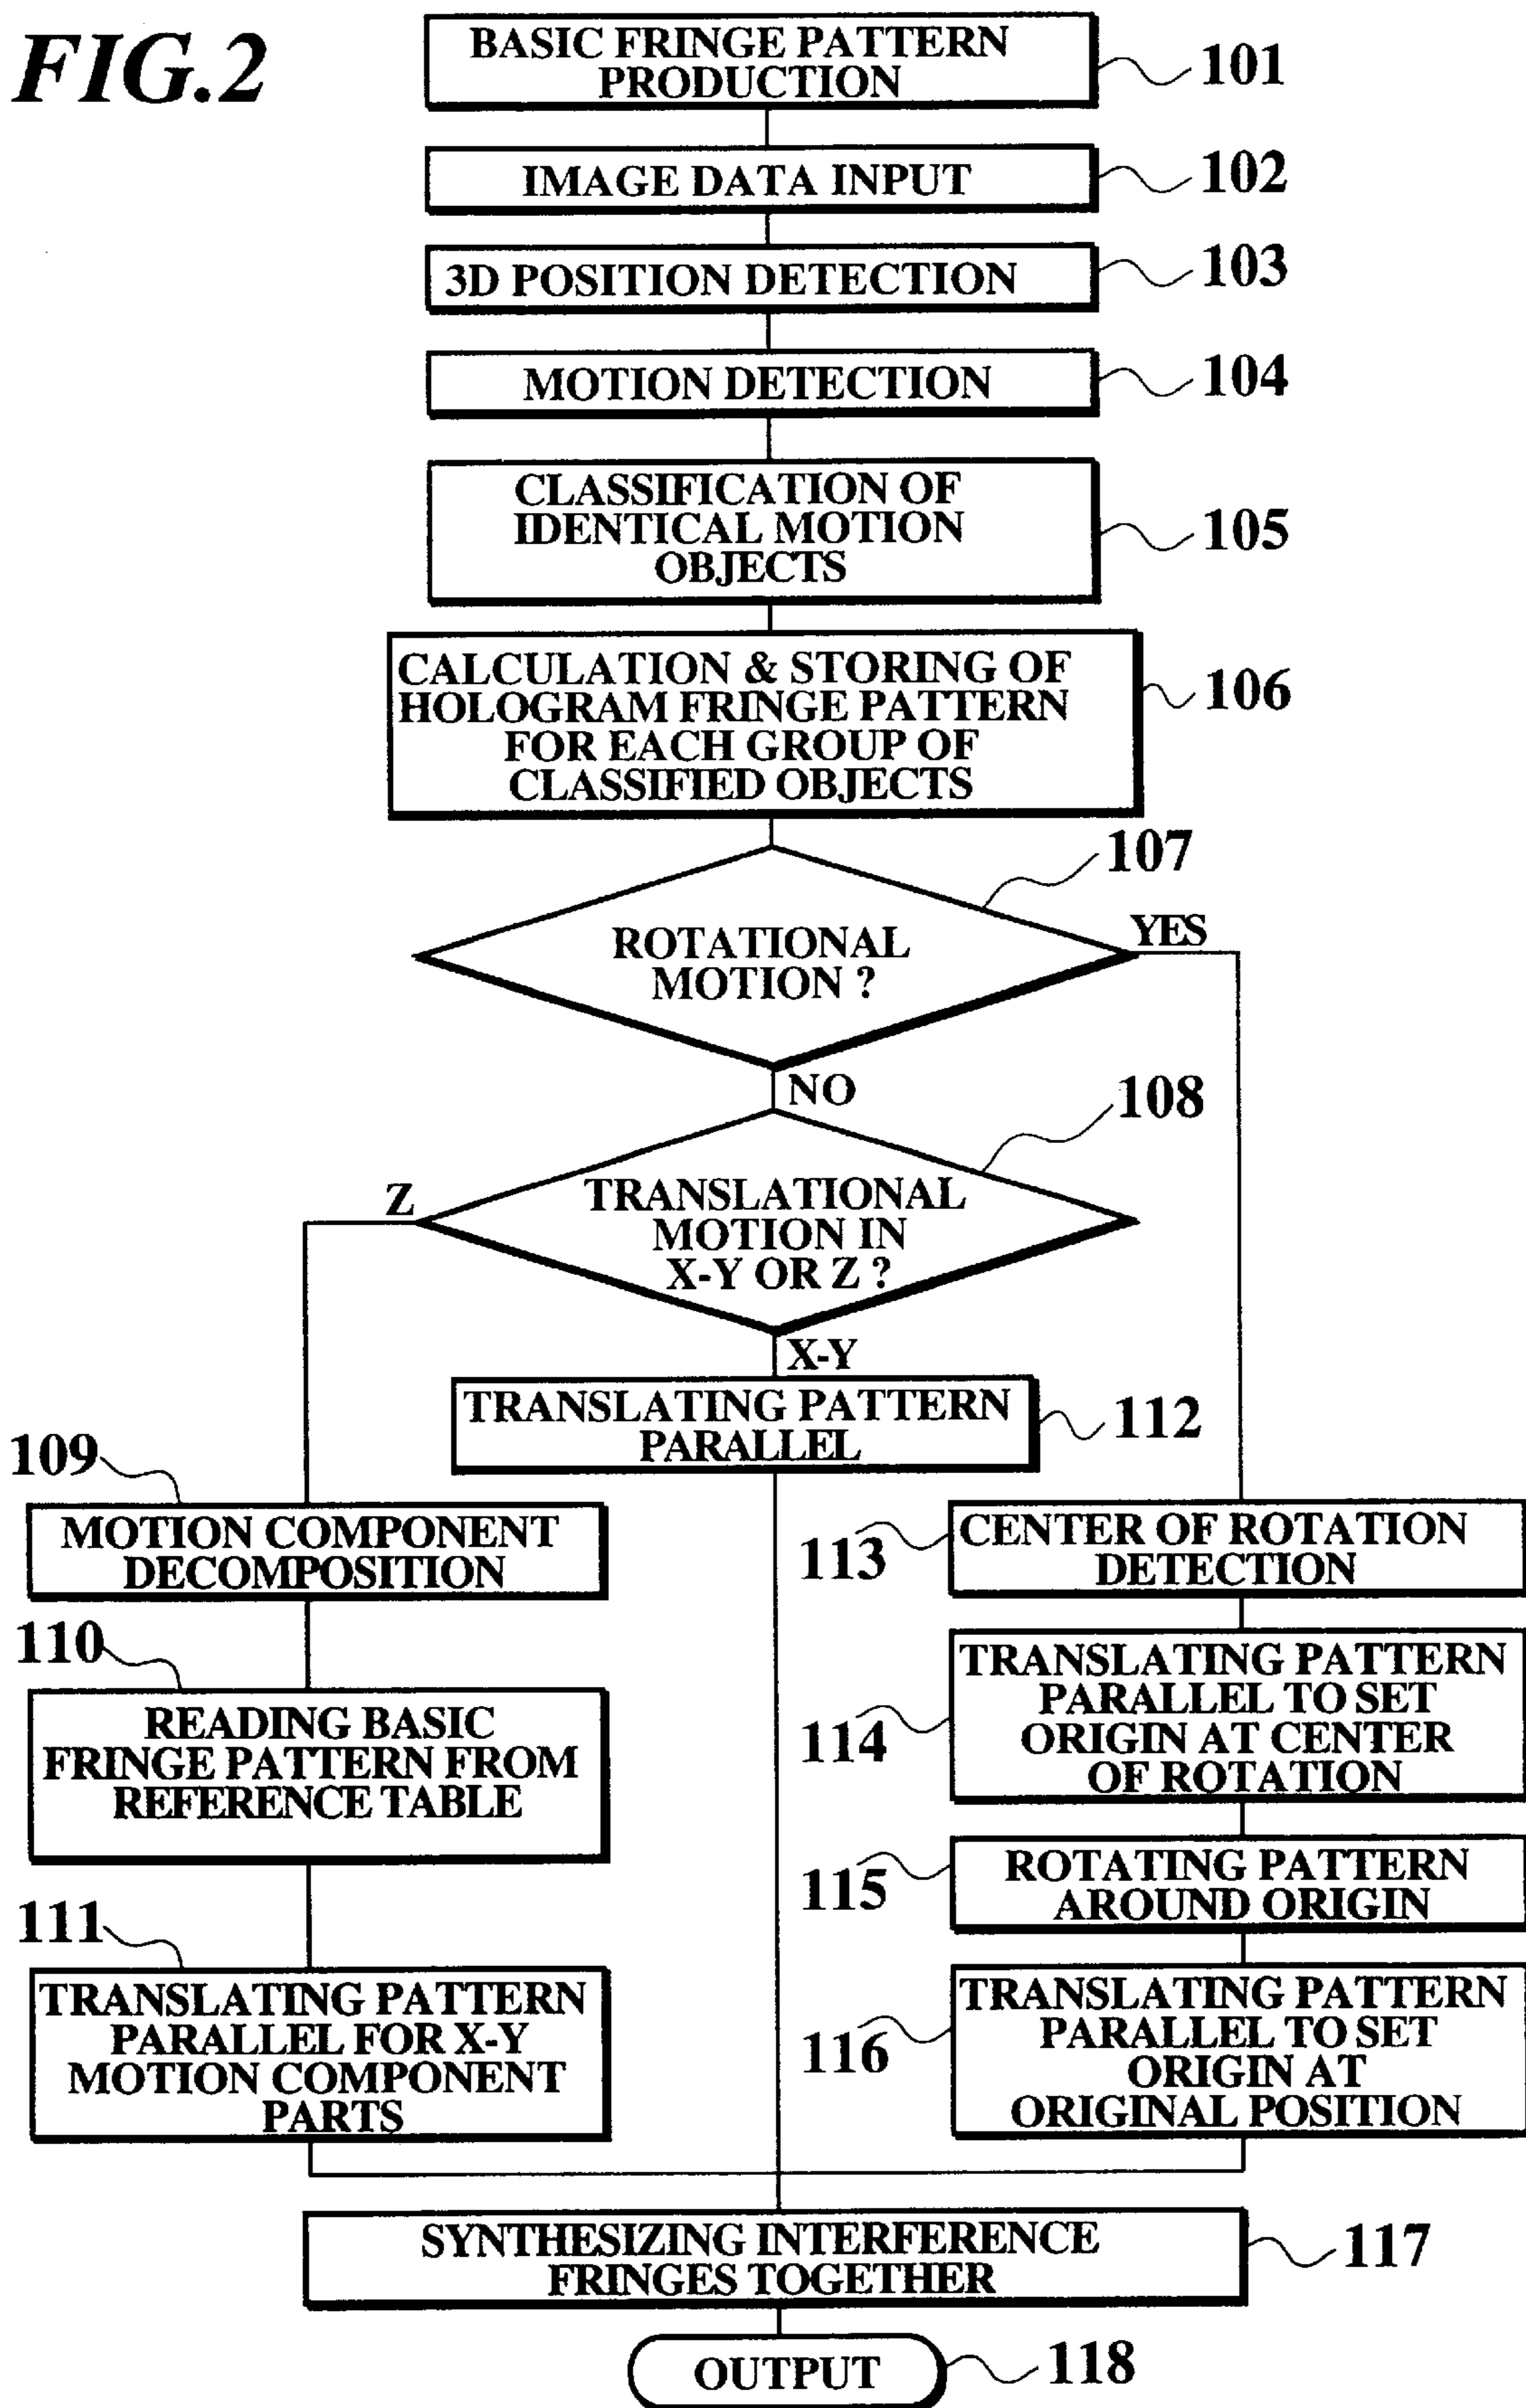 FIG.2
BASIC FRINGE PATTERN
PRODUCTION
101
IMAGE DATA INPUT
102
3D POSITION DETECTION
103
MOTION DETECTION
104
CLASSIFICATION OF
IDENTICAL MOTION
OBJECTS
105
CALCULATION & STORING OF
HOLOGRAM FRINGE PATTERN
FOR EACH GROUP OF
CLASSIFIED OBJECTS
106
107
ROTATIONAL
MOTION ?
YES
NO
108
Z
TRANSLATIONAL
MOTION IN
X-Y OR Z ?
X-Y
TRANSLATING PATTERN
PARALLEL
112
109
MOTION COMPONENT
DECOMPOSITION
110
READING BASIC
FRINGE PATTERN FROM
REFERENCE TABLE
111
TRANSLATING PATTERN
PARALLEL FOR X-Y
MOTION COMPONENT
PARTS
113
CENTER OF ROTATION
DETECTION
114
TRANSLATING PATTERN
PARALLEL TO SET
ORIGIN AT CENTER
OF ROTATION
115
ROTATING PATTERN
AROUND ORIGIN
116
TRANSLATING PATTERN
PARALLEL TO SET
ORIGIN AT
ORIGINAL POSITION
SYNTHESIZING INTERFERENCE
FRINGES TOGETHER
117
OUTPUT
118